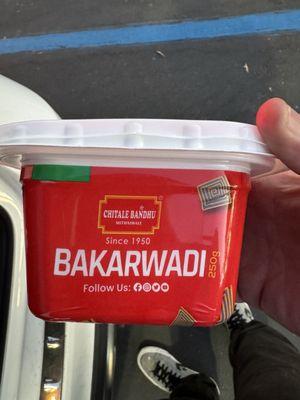 CHITALE BANDHU
MITHAIWALE
Since 1950
BAKARWADI
250g
Follow Us: